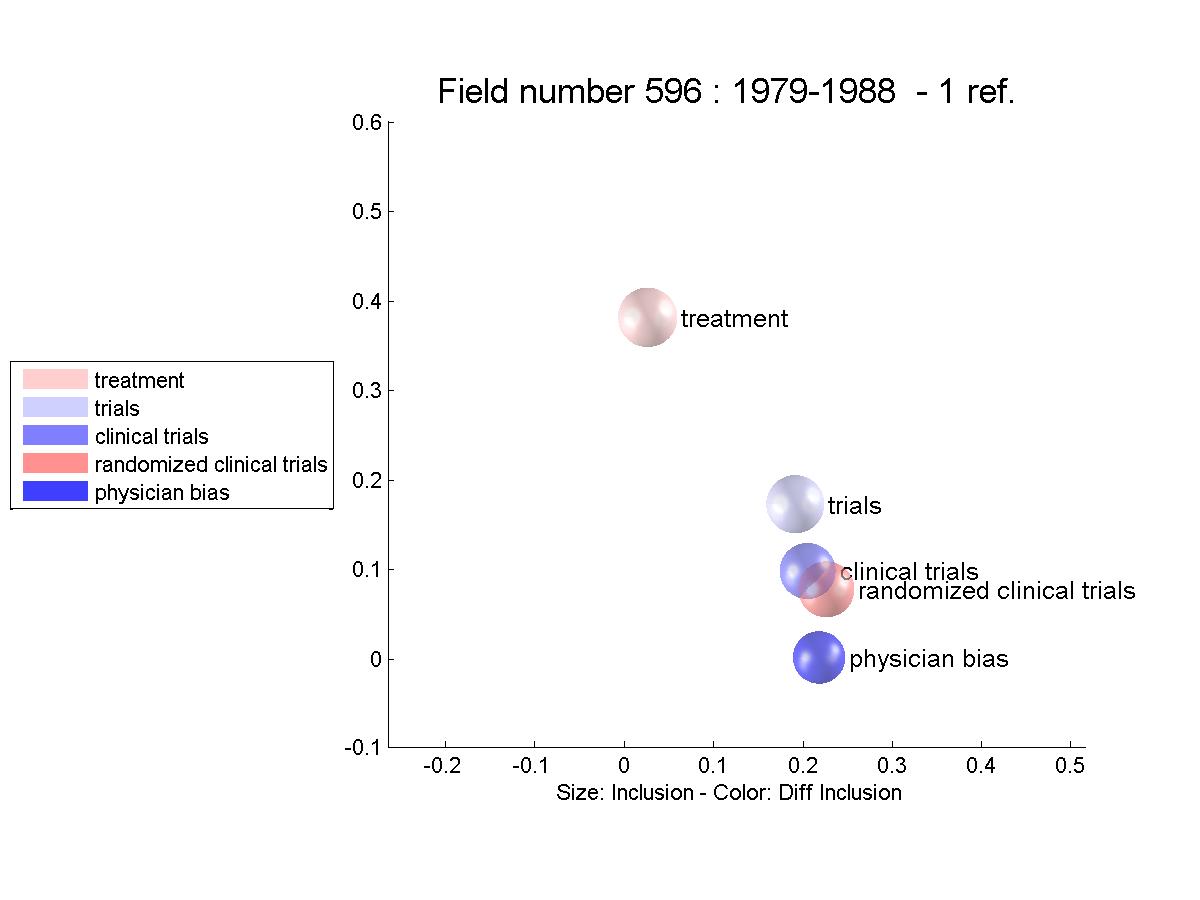 Field number 596 : 1979-1988  - 1 ref.
0.6
0.5
0.4
0.3
0.2
0.1
0
-0.1
treatment
trials
clinical trials
randomized clinical trials
physician bias
treatment
trials
clinical trials
randomized clinical trials
physician bias
-0.2 -0.1 0 0.1 0.2 0.3 0.4 0.5
Size: Inclusion - Color: Diff Inclusion